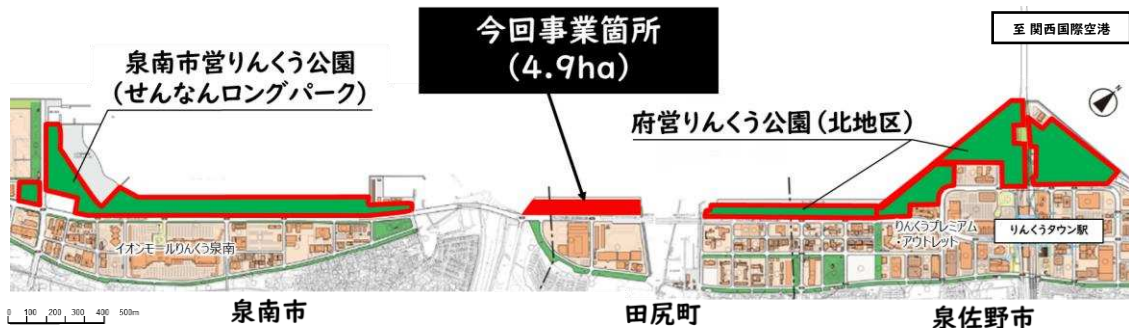 今回事業箇所
(4.9ha)
至 関西国際空港
泉南市営りんくう公園
(せんなんロングパーク)
府営りんくう公園(北地区)
N
イオンモールりんくう泉南
りんくうプレミアム
・アウトレット
りんくうタウン駅
0 100 200 300 400 500m
泉南市
田尻町
泉佐野市